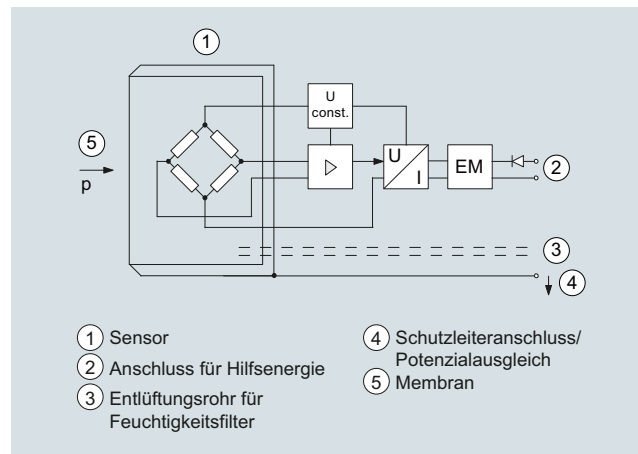 1
5
p
U
const.
U
I
EM
2
3
4
1 Sensor
2 Anschluss für Hilfsenergie
3 Entlüftungsrohr für
Feuchtigkeitsfilter
4 Schutzleiteranschluss/
Potenzialausgleich
5 Membran